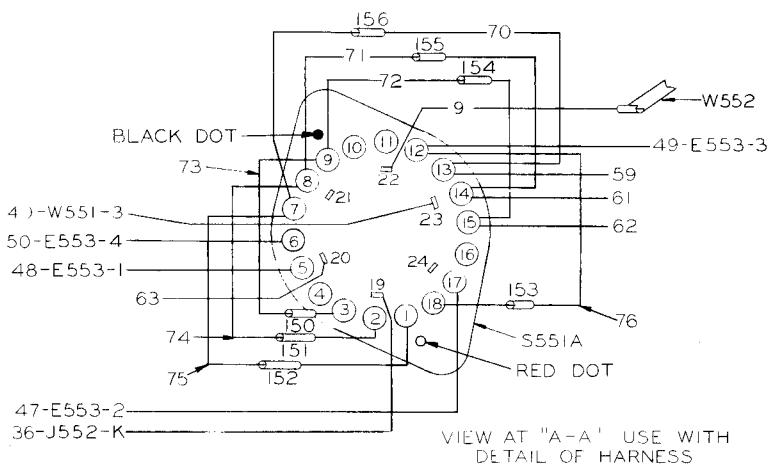 156 70
71 155
72 154
9 W552
BLACK DOT
49-E553-3
73
11
10 12
9
22 13 59
8
21 14 61
7 23
-W551-3
15 62
6
50-E553-4
20 16
48-E553-1 5
24
63 19 17
4 18 153
3 76
150 2 1
74
151 S551A
RED DOT
75 152
47-E553-2
36-J552-K
VIEW AT "A-A" USE WITH
DETAIL OF HARNESS